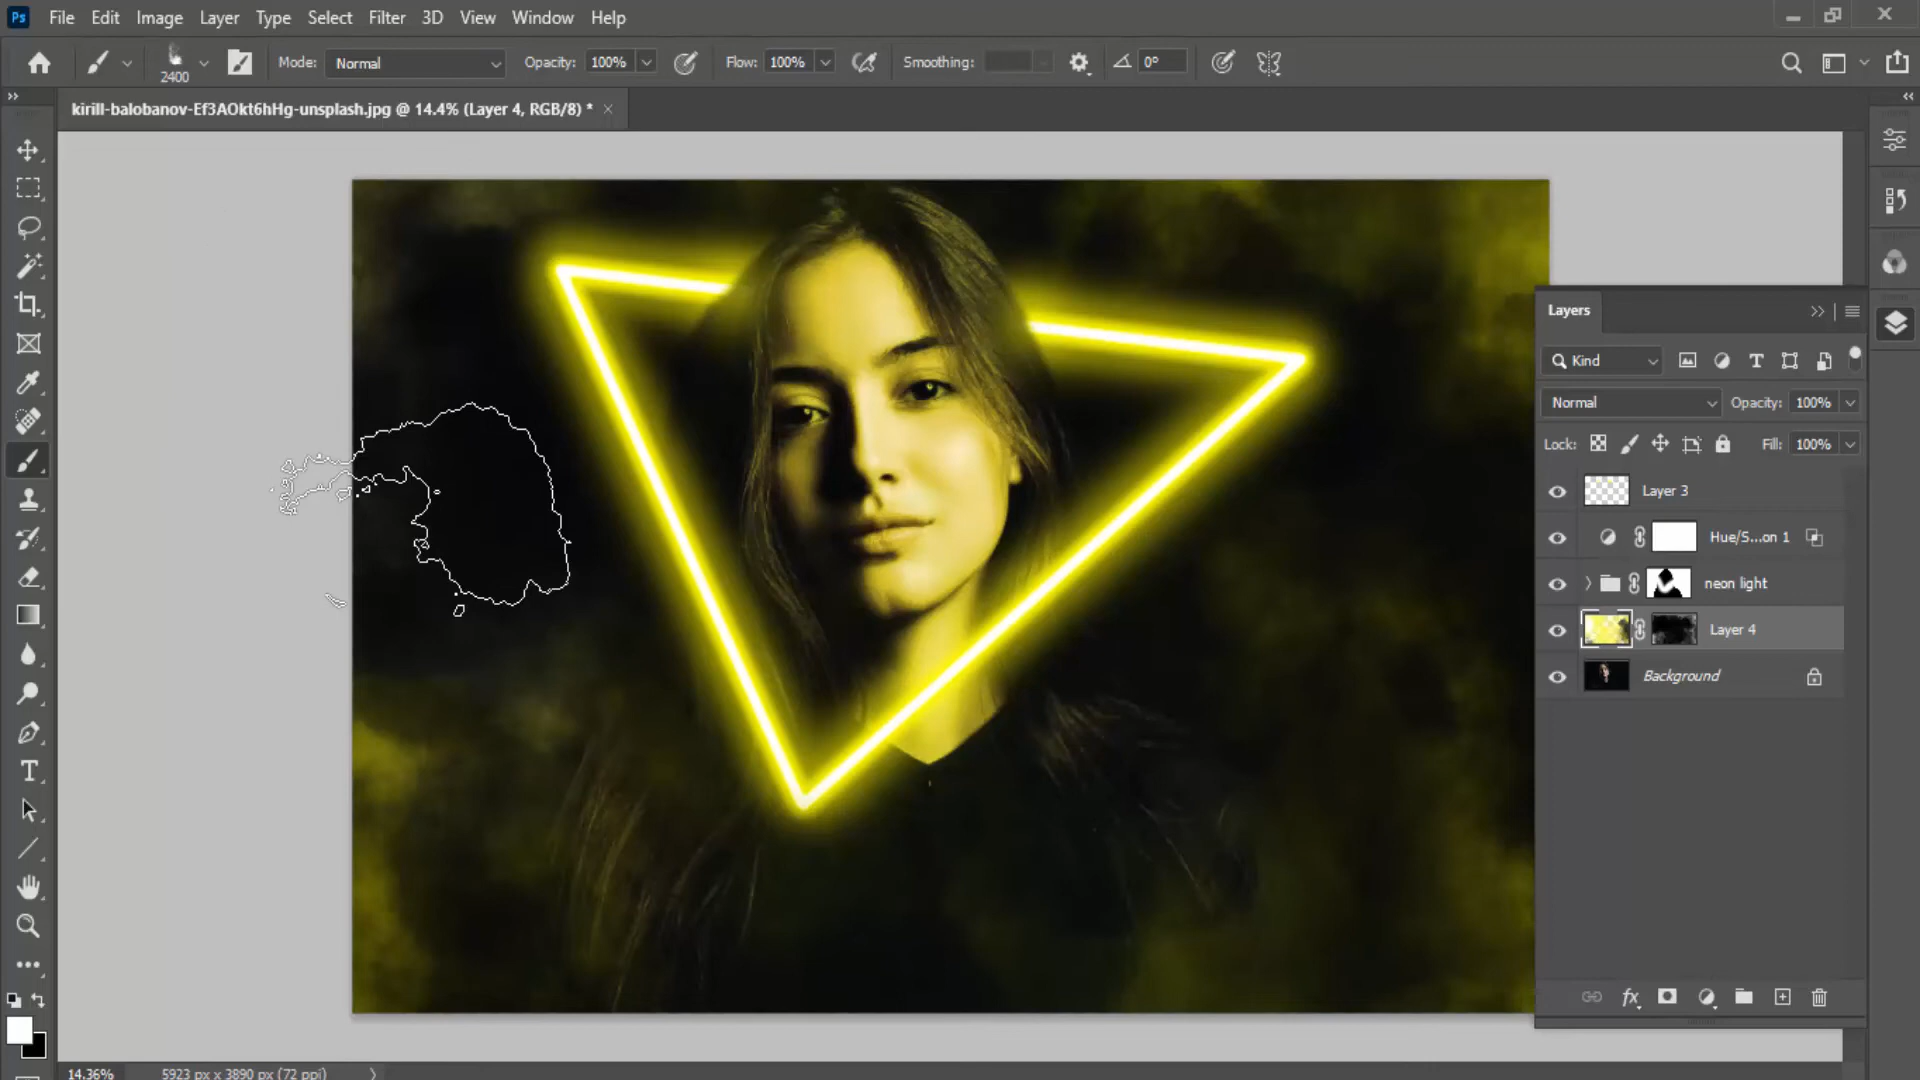 Ps File Edit Image Layer Type Select Filter 3D View Window Help
2400 Mode: Normal Opacity: 100% Flow: 100% Smoothing: 0°
kirill-balobanov-Ef3AOkt6hHg-unsplash.jpg @ 14.4% (Layer 4, RGB/8) * ×
Layers
Kind
Normal Opacity: 100%
Lock: Fill: 100%
Layer 3
Hue/S...on 1
neon light
Layer 4
Background
fx
14.36% 5923 px x 3890 px (72 ppi)